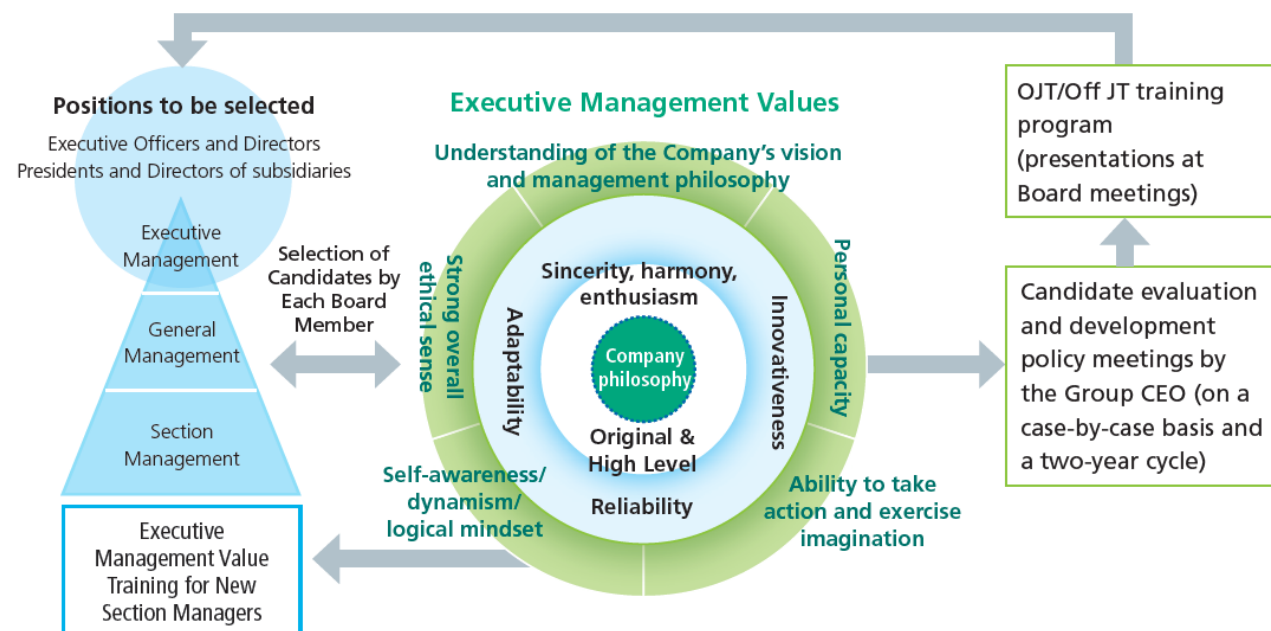 Positions to be selected
Executive Officers and Directors
Presidents and Directors of subsidiaries
Executive
Management
General
Management
Section
Management
Executive
Management Value
Training for New
Section Managers
Selection of
Candidates by
Each Board
Member
Executive Management Values
Understanding of the Company’s vision
and management philosophy
Strong overall
ethical sense
Personal capacity
Self-awareness/
dynamism/
logical mindset
Ability to take
action and exercise
imagination
Adaptability
Innovativeness
Reliability
Sincerity, harmony,
enthusiasm
Company
philosophy
Original &
High Level
OJT/Off JT training
program
(presentations at
Board meetings)
Candidate evaluation
and development
policy meetings by
the Group CEO (on a
case-by-case basis and
a two-year cycle)